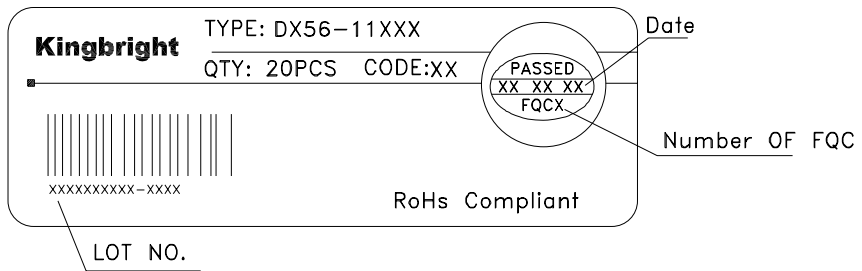 Kingbright
TYPE: DX56-11XXX
QTY: 20PCS CODE:XX
PASSED
XX XX XX
FQCX
Date
Number OF FQC
XXXXXXXXXX-XXXX
RoHs Compliant
LOT NO.